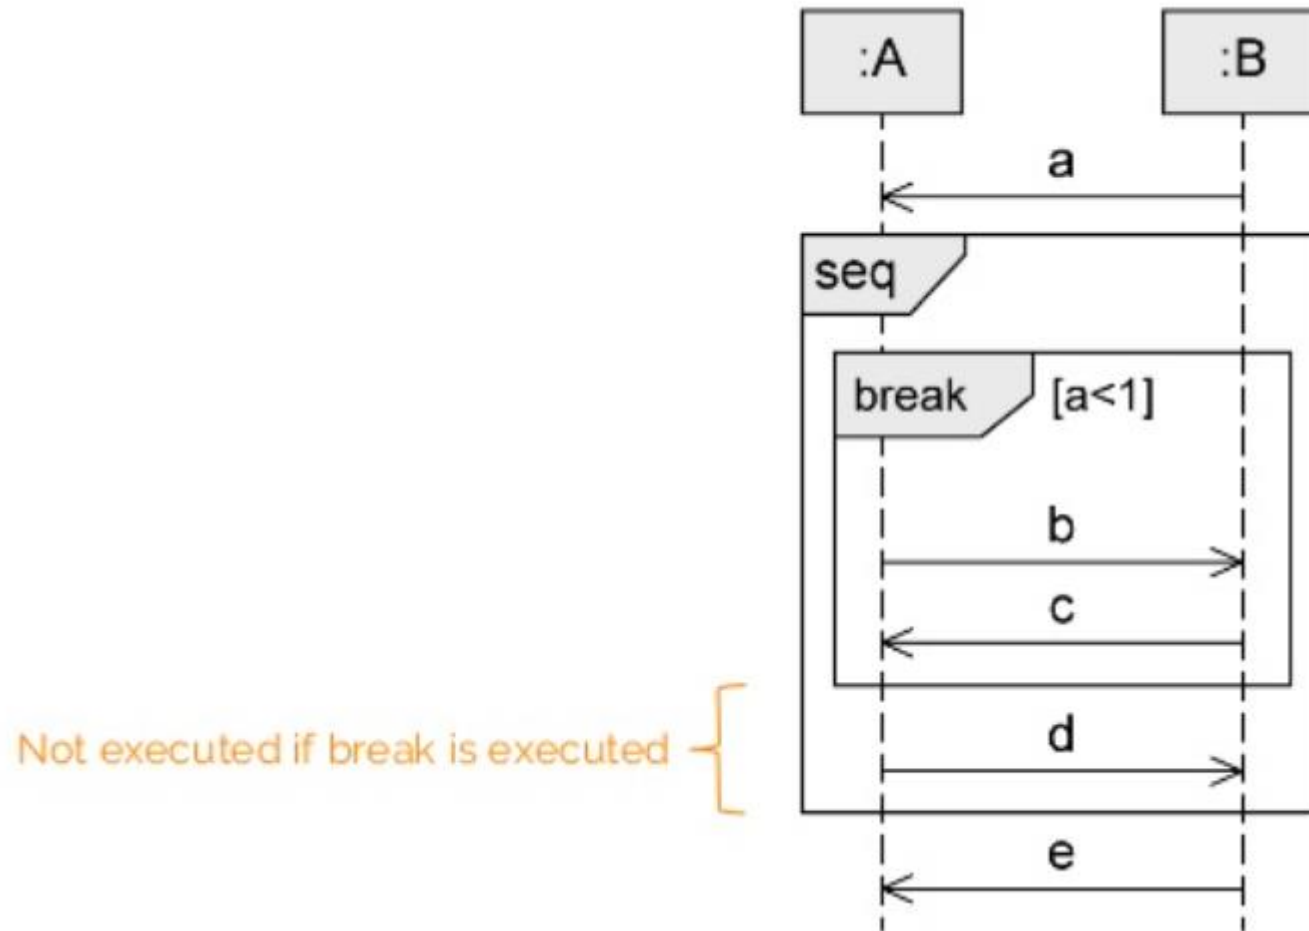 :A
:B
a
seq
break
[a<1]
b
c
Not executed if break is executed
d
e